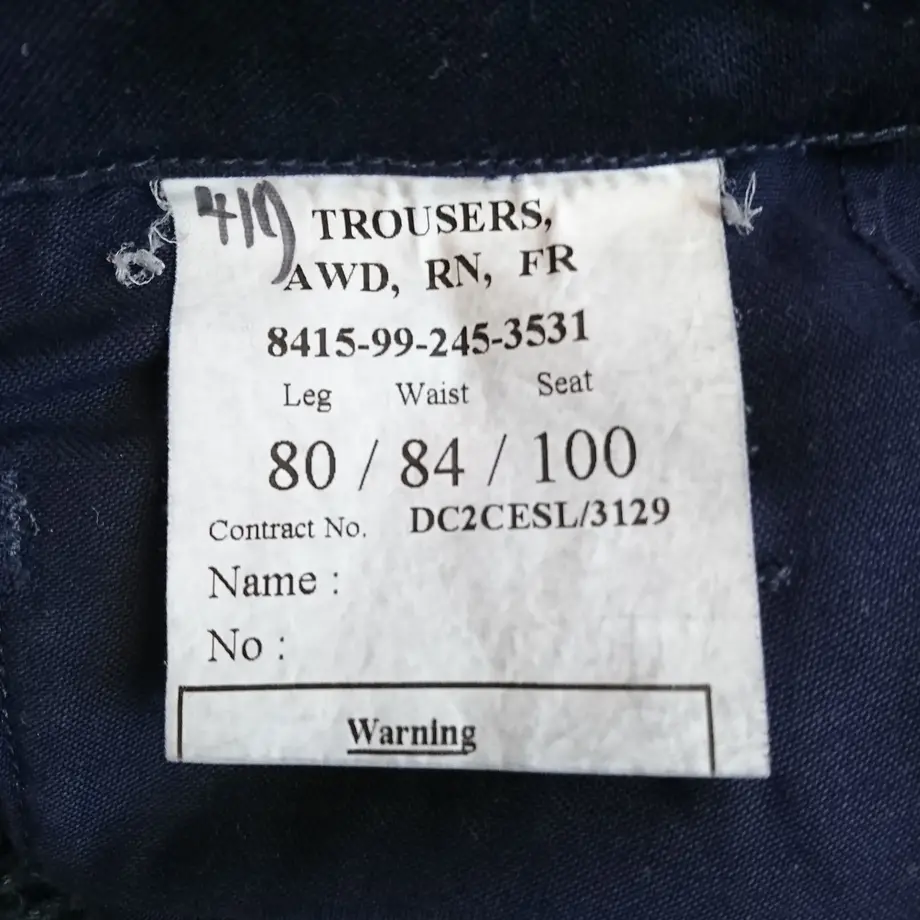 TROUSERS,
AWD, RN, FR
8415-99-245-3531
Leg Waist Seat
80 / 84 / 100
Contract No. DC2CESL/3129
Name :
No :
Warning